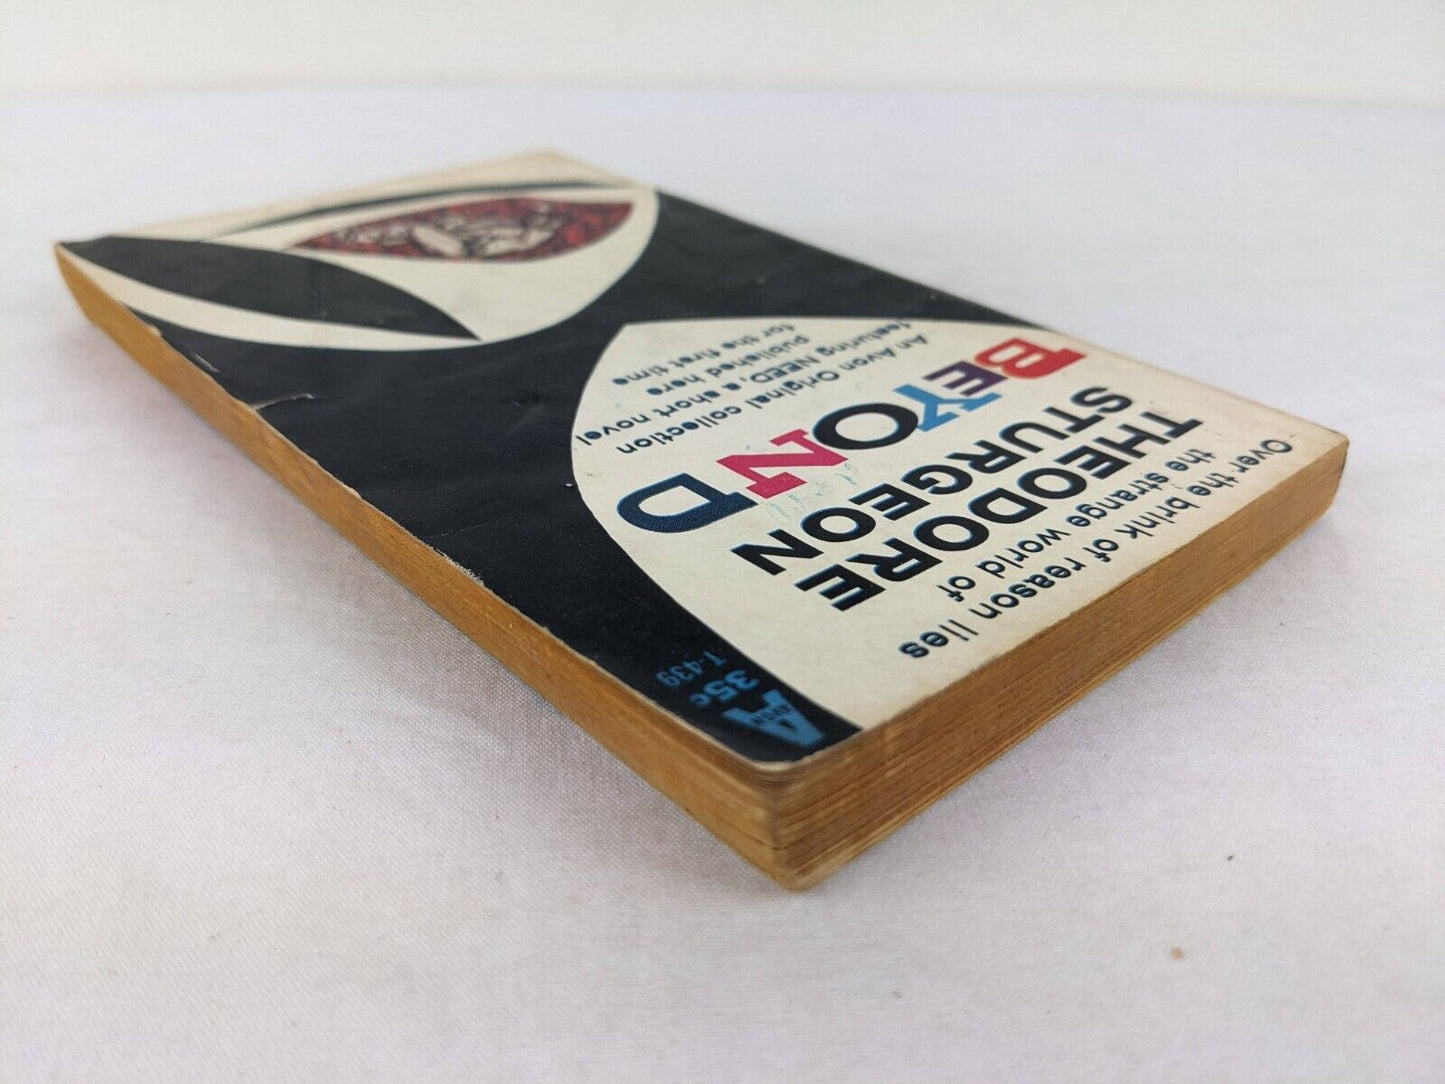 Over the brink of reason lies
the strange world of
THEODORE
STURGEON
BEYOND
An Avon Original collection
featuring NEED, a short novel
published here
for the first time
AVON
35c
T-439